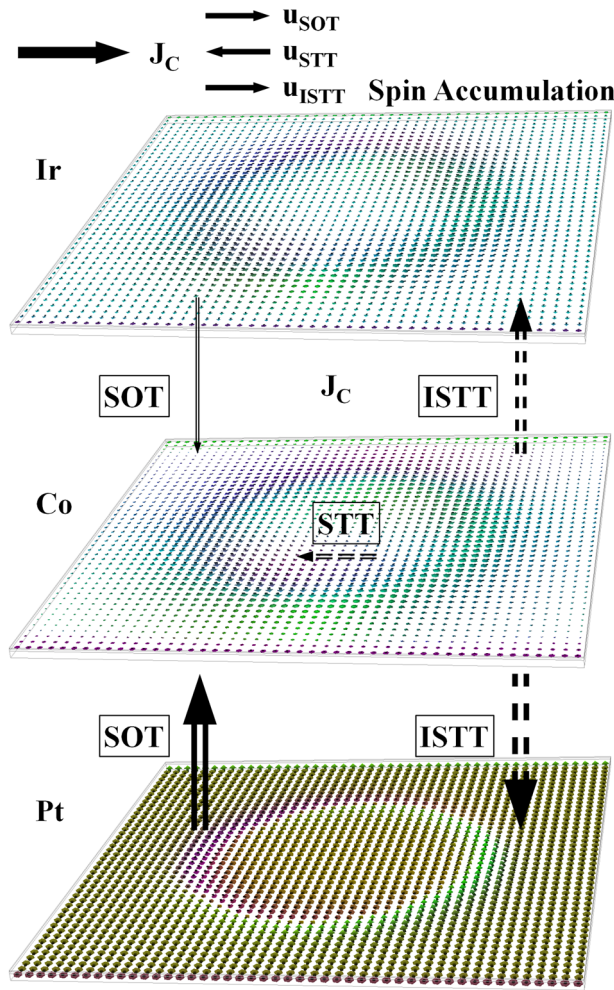 u_SOT
J_C
u_STT
u_ISTT
Spin Accumulation
Ir
SOT
J_C
ISTT
Co
STT
SOT
ISTT
Pt